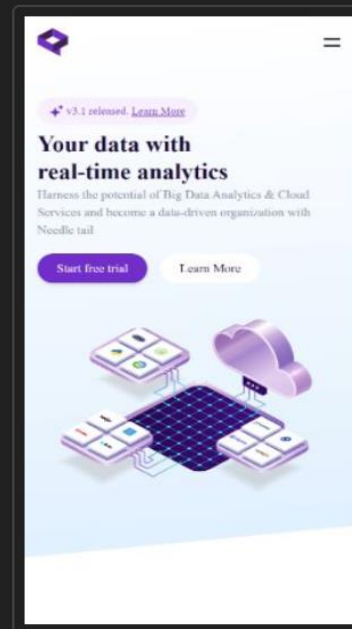 v3.1 released. Learn More
Your data with
real-time analytics
Harness the potential of Big Data Analytics & Cloud
Services and become a data-driven organization with
Needle tail
Start free trial
Learn More